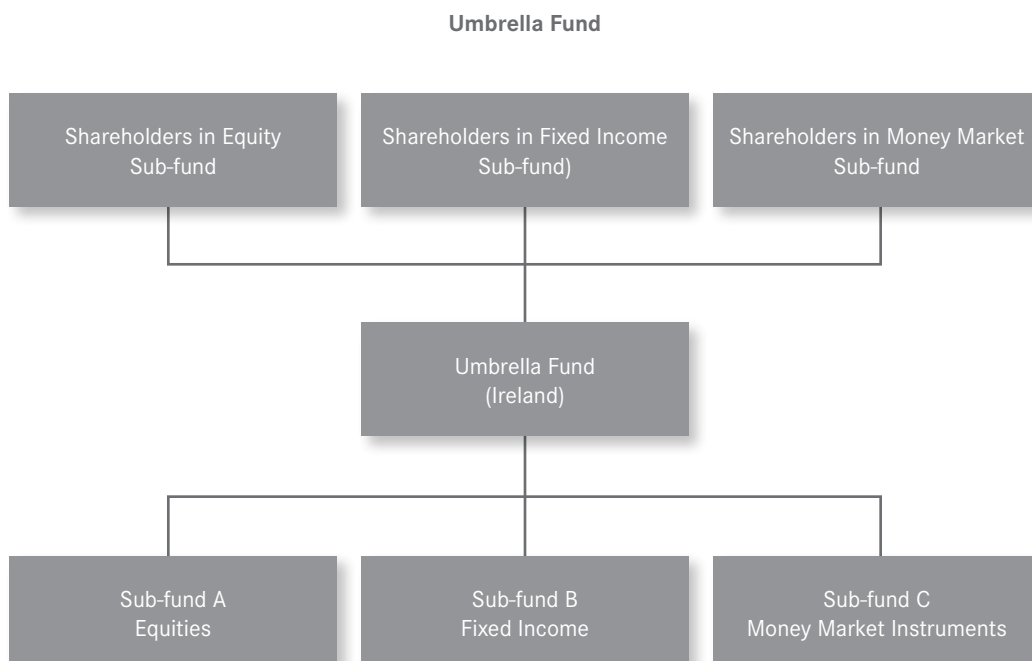 Umbrella Fund
Shareholders in Equity
Sub-fund
Shareholders in Fixed Income
Sub-fund)
Shareholders in Money Market
Sub-fund
Umbrella Fund
(Ireland)
Sub-fund A
Equities
Sub-fund B
Fixed Income
Sub-fund C
Money Market Instruments